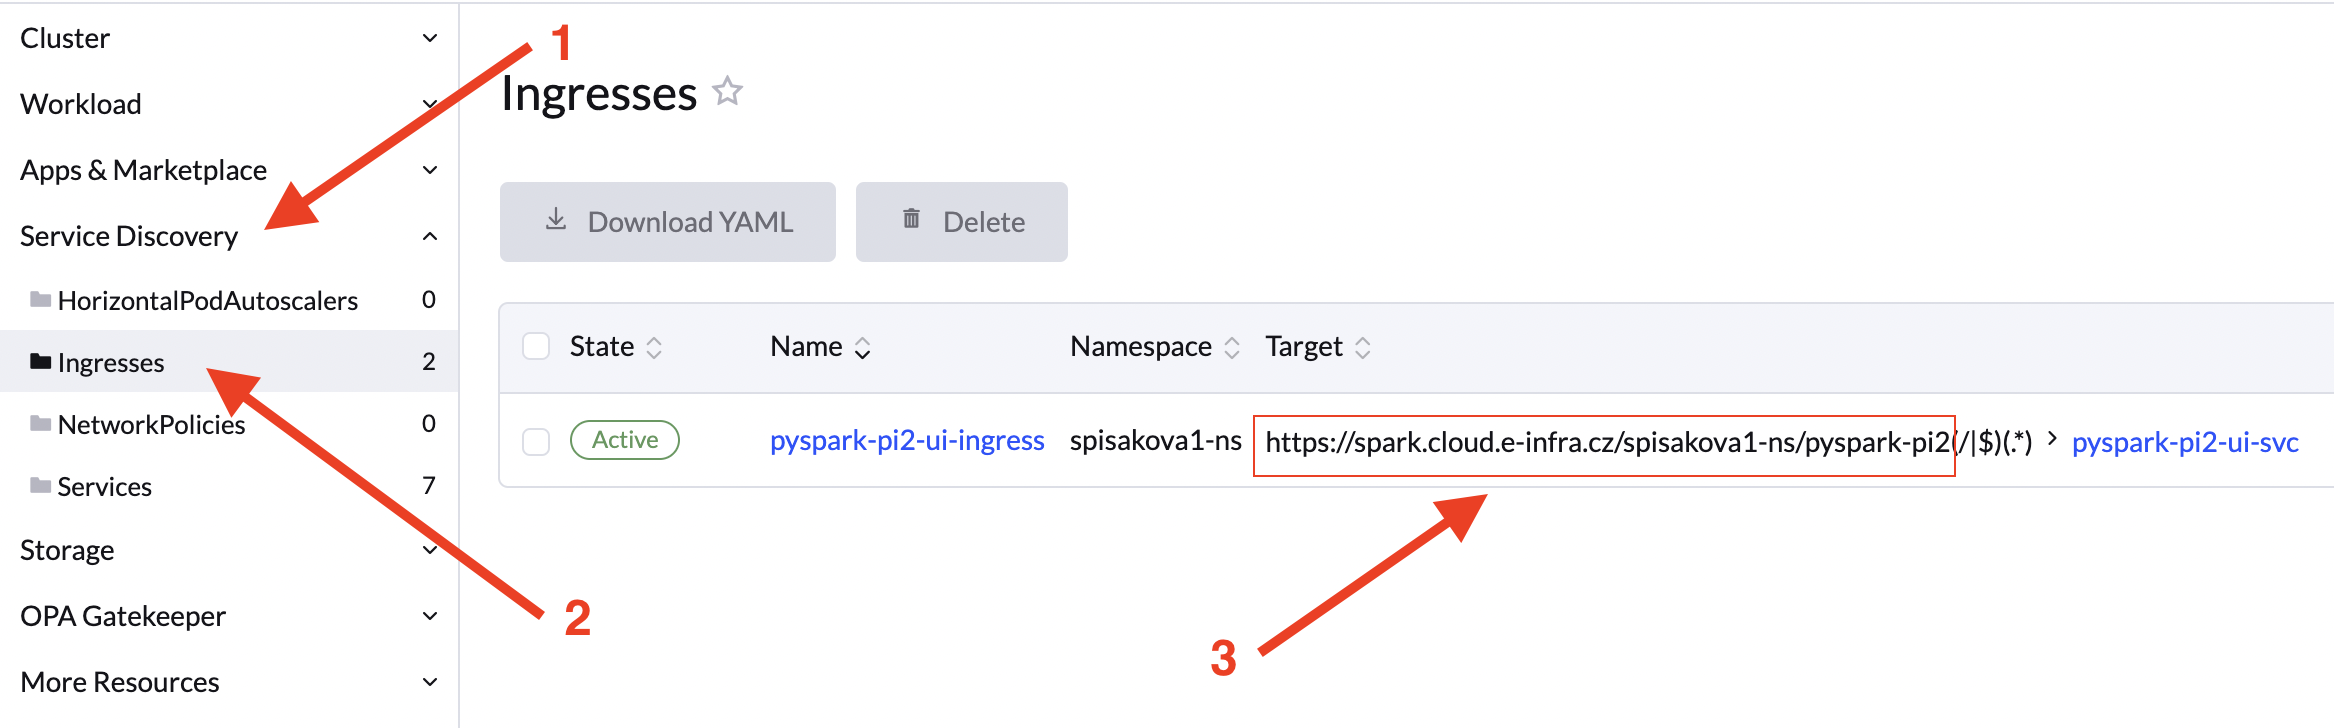 Cluster
Workload
Apps & Marketplace
Service Discovery
HorizontalPodAutoscalers 0
Ingresses 2
NetworkPolicies 0
Services 7
Storage
OPA Gatekeeper
More Resources
1
2
3
Ingresses
Download YAML Delete
State Name Namespace Target
Active pyspark-pi2-ui-ingress spisakova1-ns https://spark.cloud.e-infra.cz/spisakova1-ns/pyspark-pi2(/|$)(.*) > pyspark-pi2-ui-svc